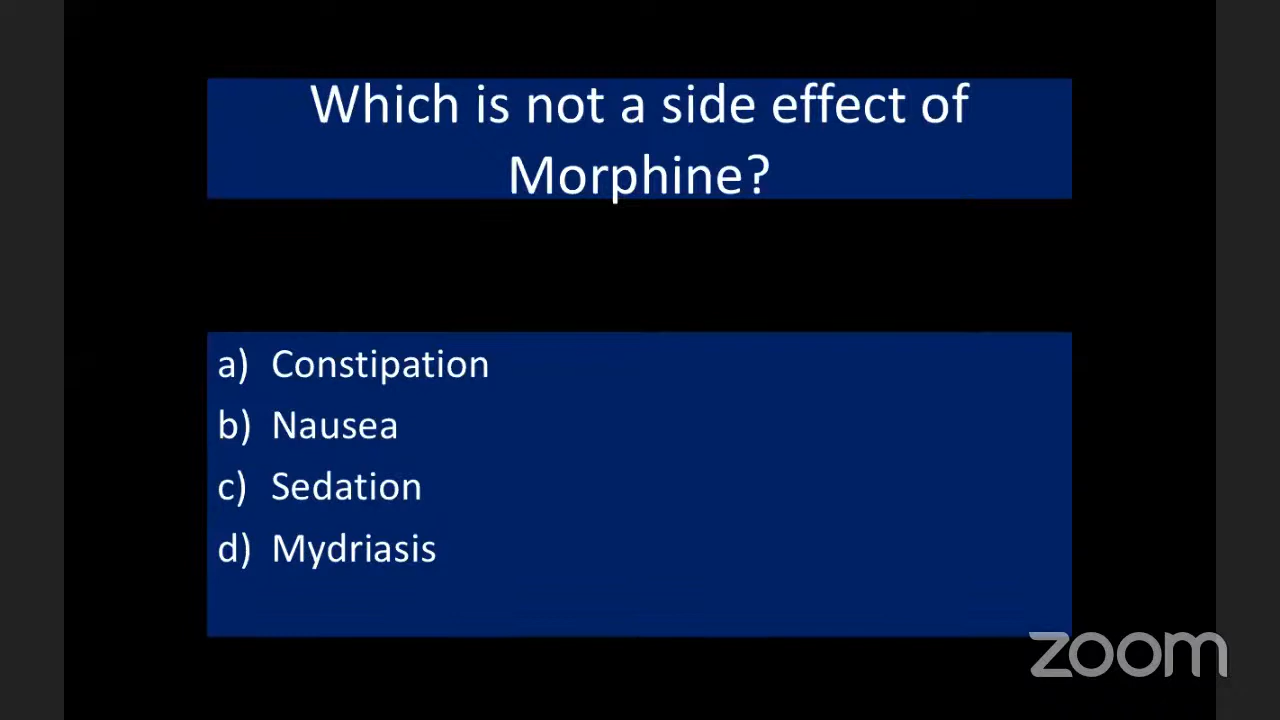 Which is not a side effect of
Morphine?
a) Constipation
b) Nausea
c) Sedation
d) Mydriasis
zoom